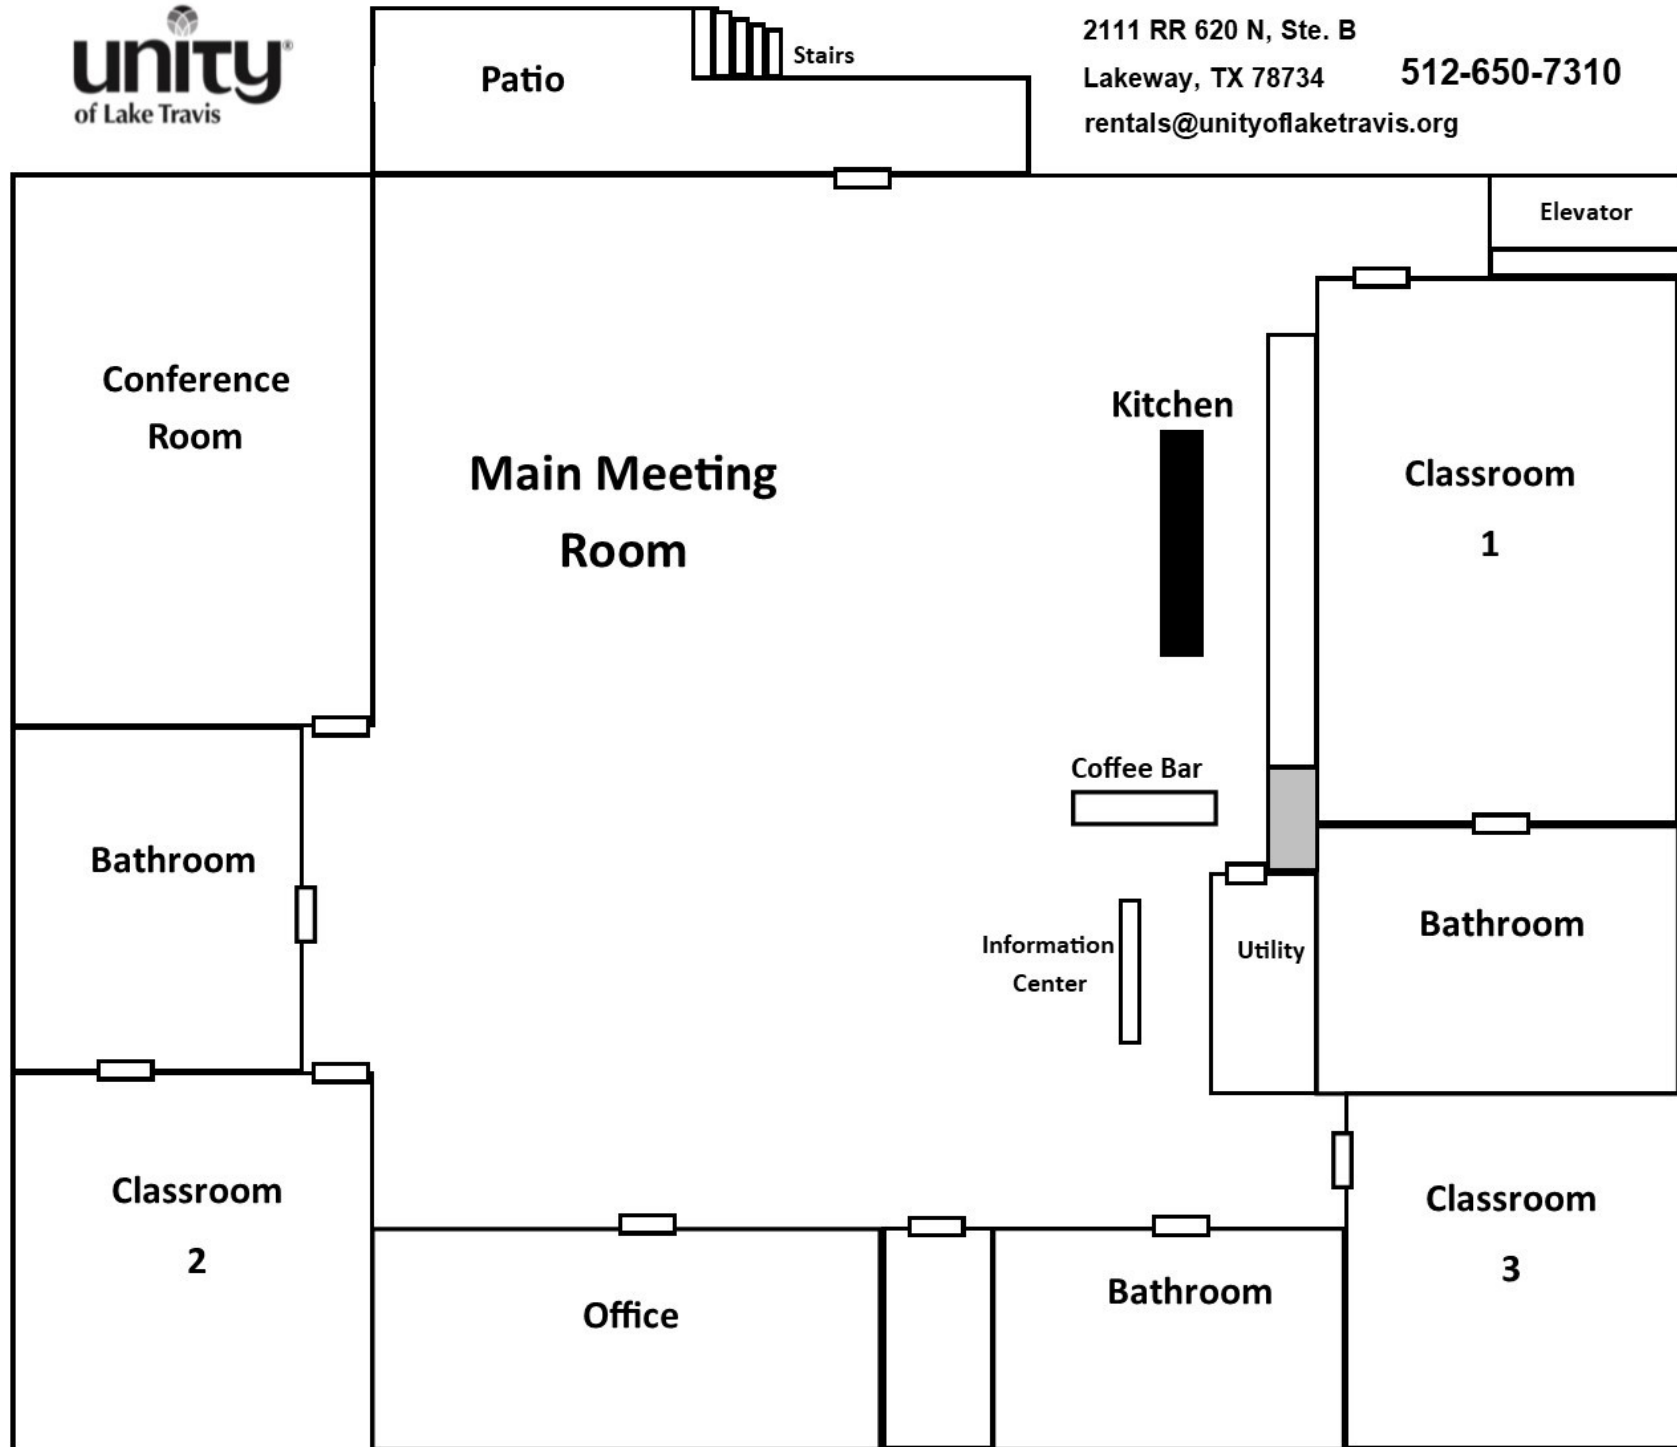 unity®
of Lake Travis
Patio
Stairs
2111 RR 620 N, Ste. B
Lakeway, TX 78734
512-650-7310
rentals@unityoflaketravis.org
Elevator
Conference
Room
Main Meeting
Room
Kitchen
Classroom
1
Coffee Bar
Bathroom
Information
Center
Utility
Bathroom
Classroom
2
Office
Bathroom
Classroom
3